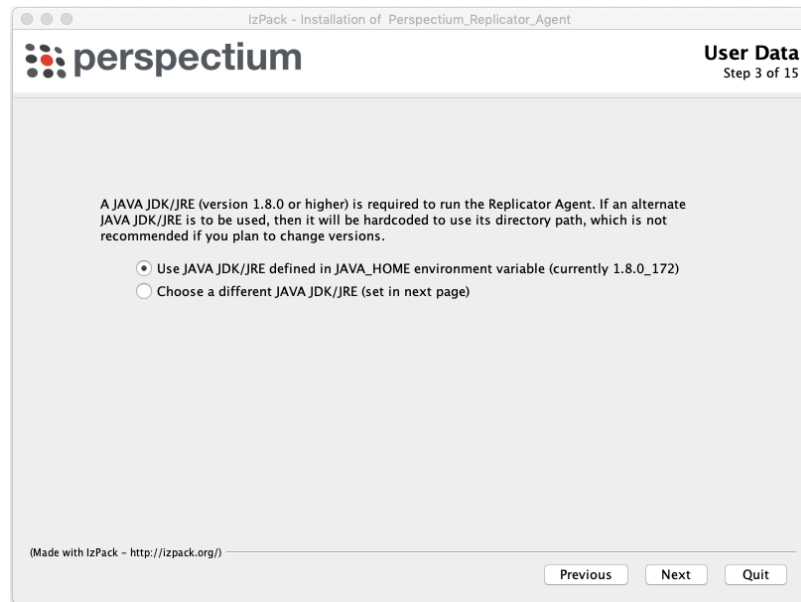 IzPack - Installation of Perspectium_Replicator_Agent
perspectium
User Data
Step 3 of 15
A JAVA JDK/JRE (version 1.8.0 or higher) is required to run the Replicator Agent. If an alternate
JAVA JDK/JRE is to be used, then it will be hardcoded to use its directory path, which is not
recommended if you plan to change versions.
Use JAVA JDK/JRE defined in JAVA_HOME environment variable (currently 1.8.0_172)
Choose a different JAVA JDK/JRE (set in next page)
(Made with IzPack - http://izpack.org/)
Previous Next Quit